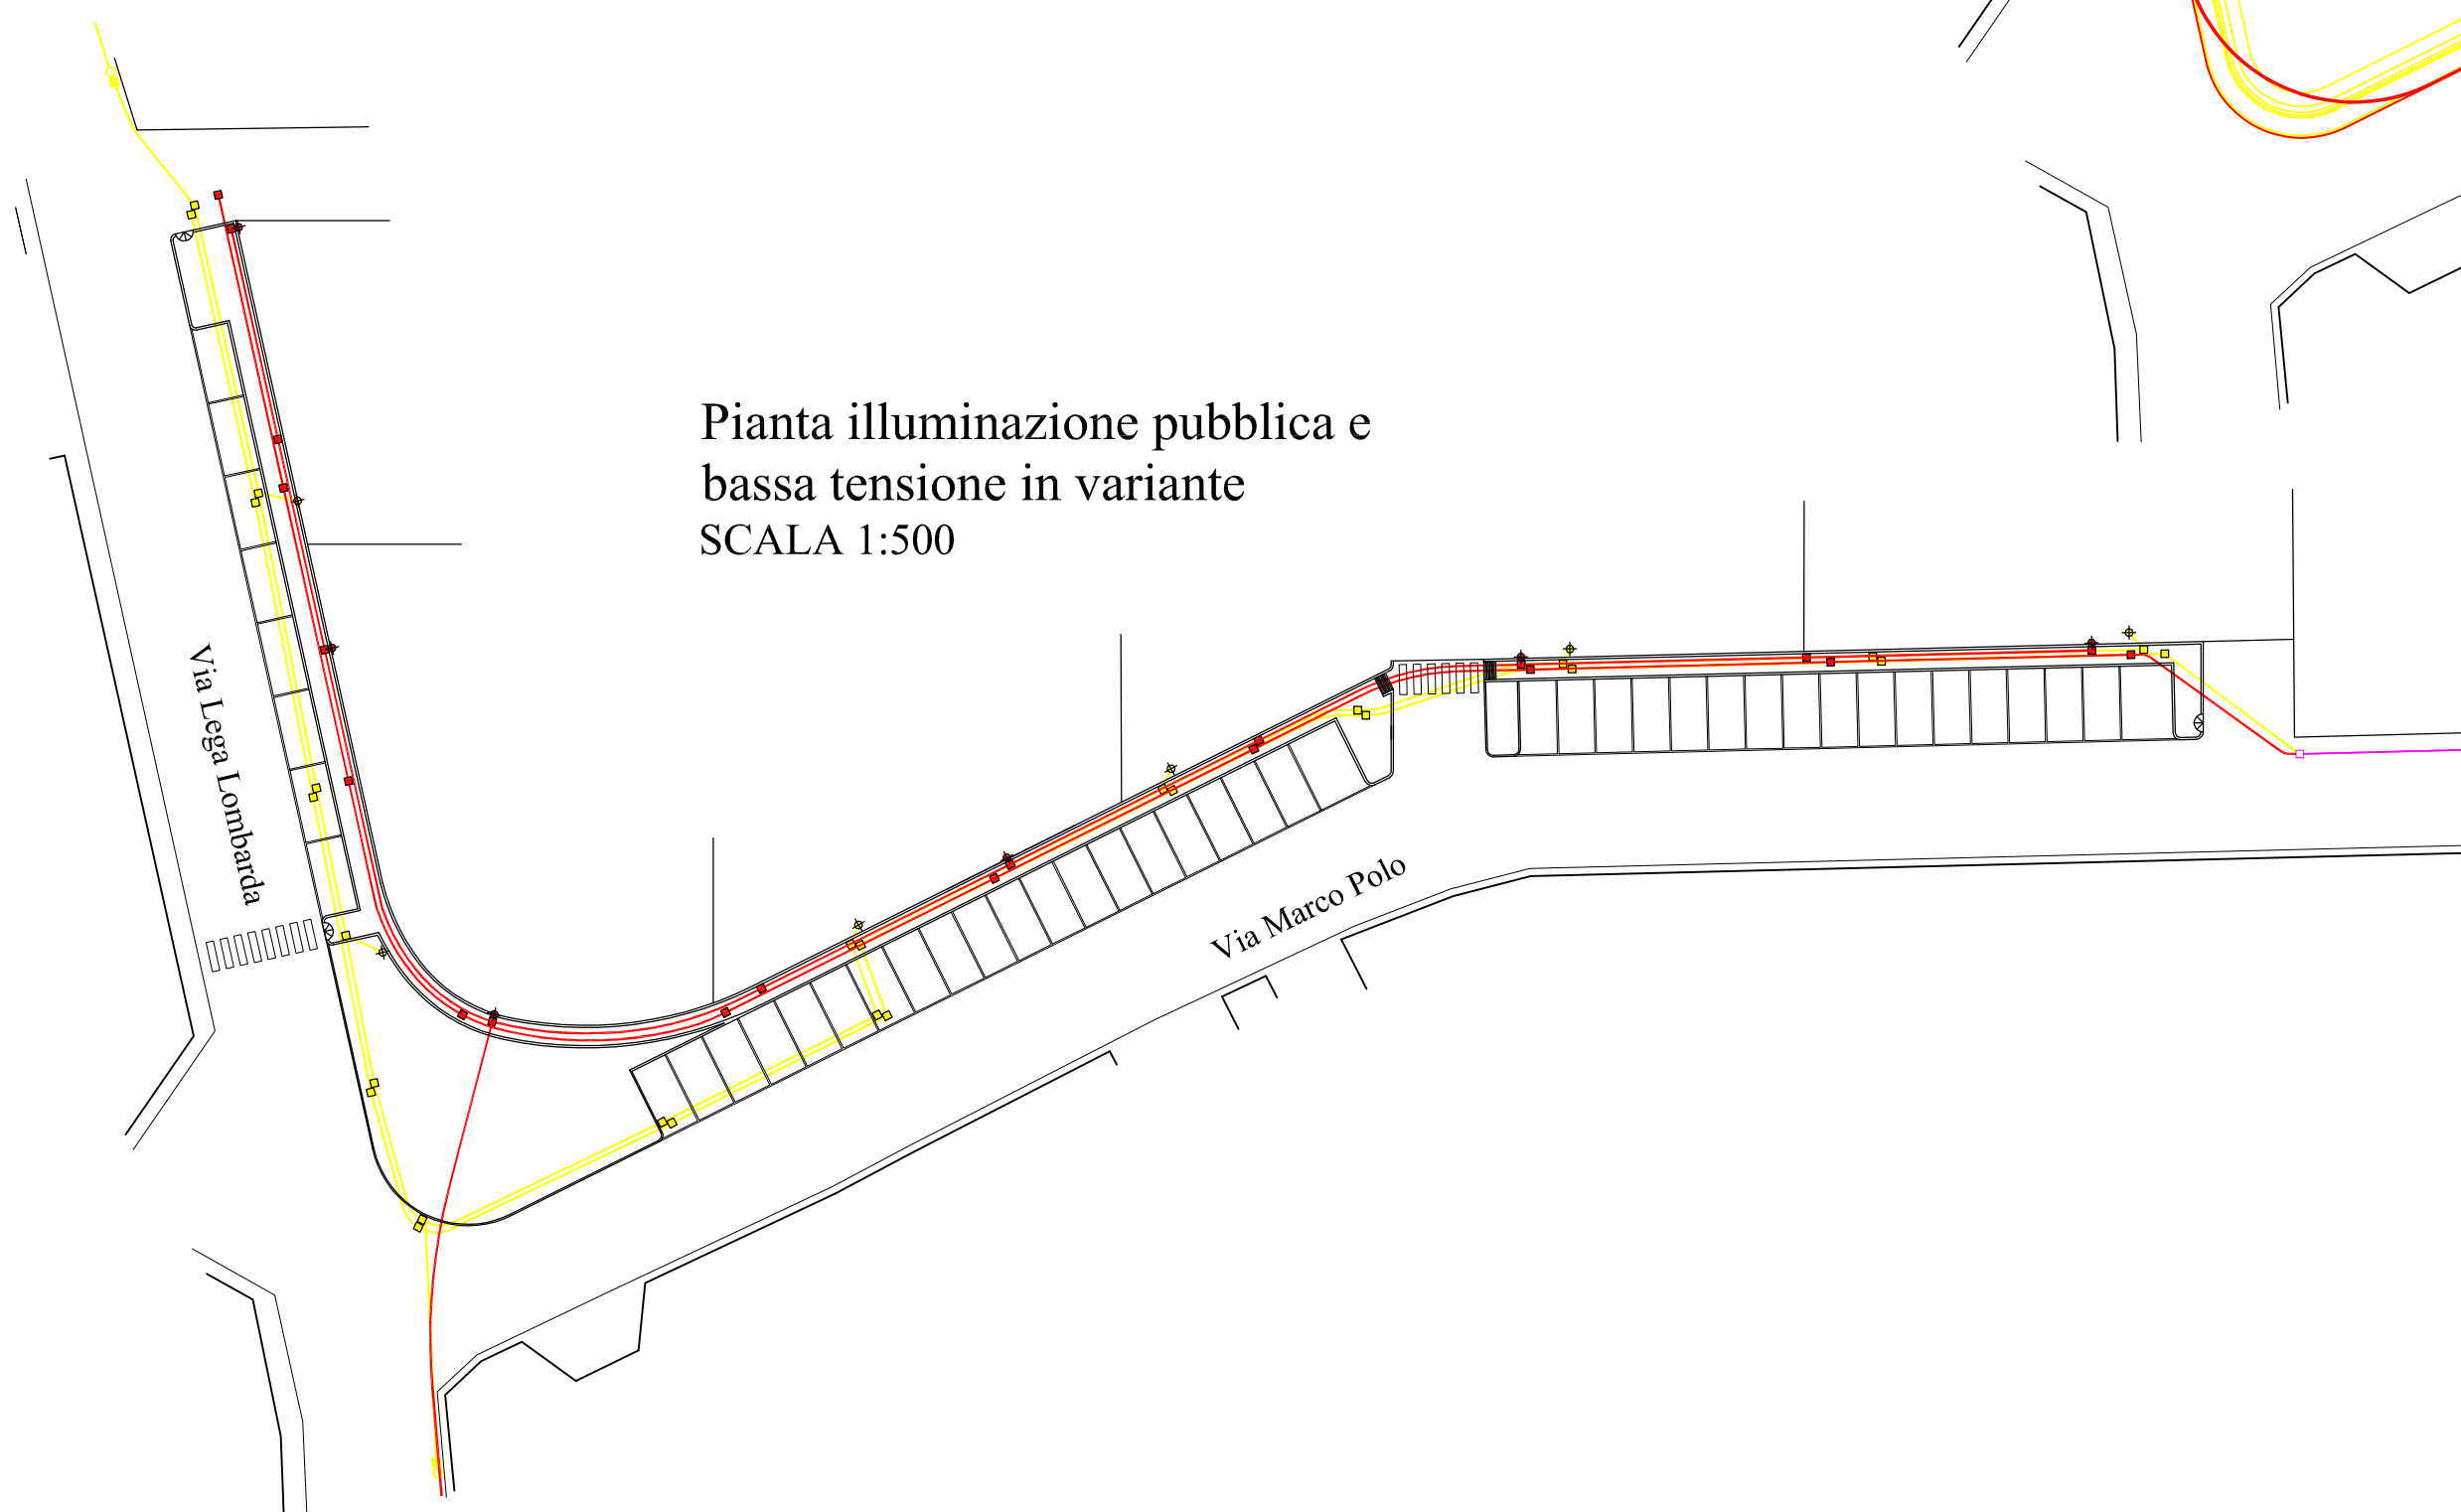 Pianta illuminazione pubblica e
bassa tensione in variante
SCALA 1:500
Via Lega Lombarda
Via Marco Polo